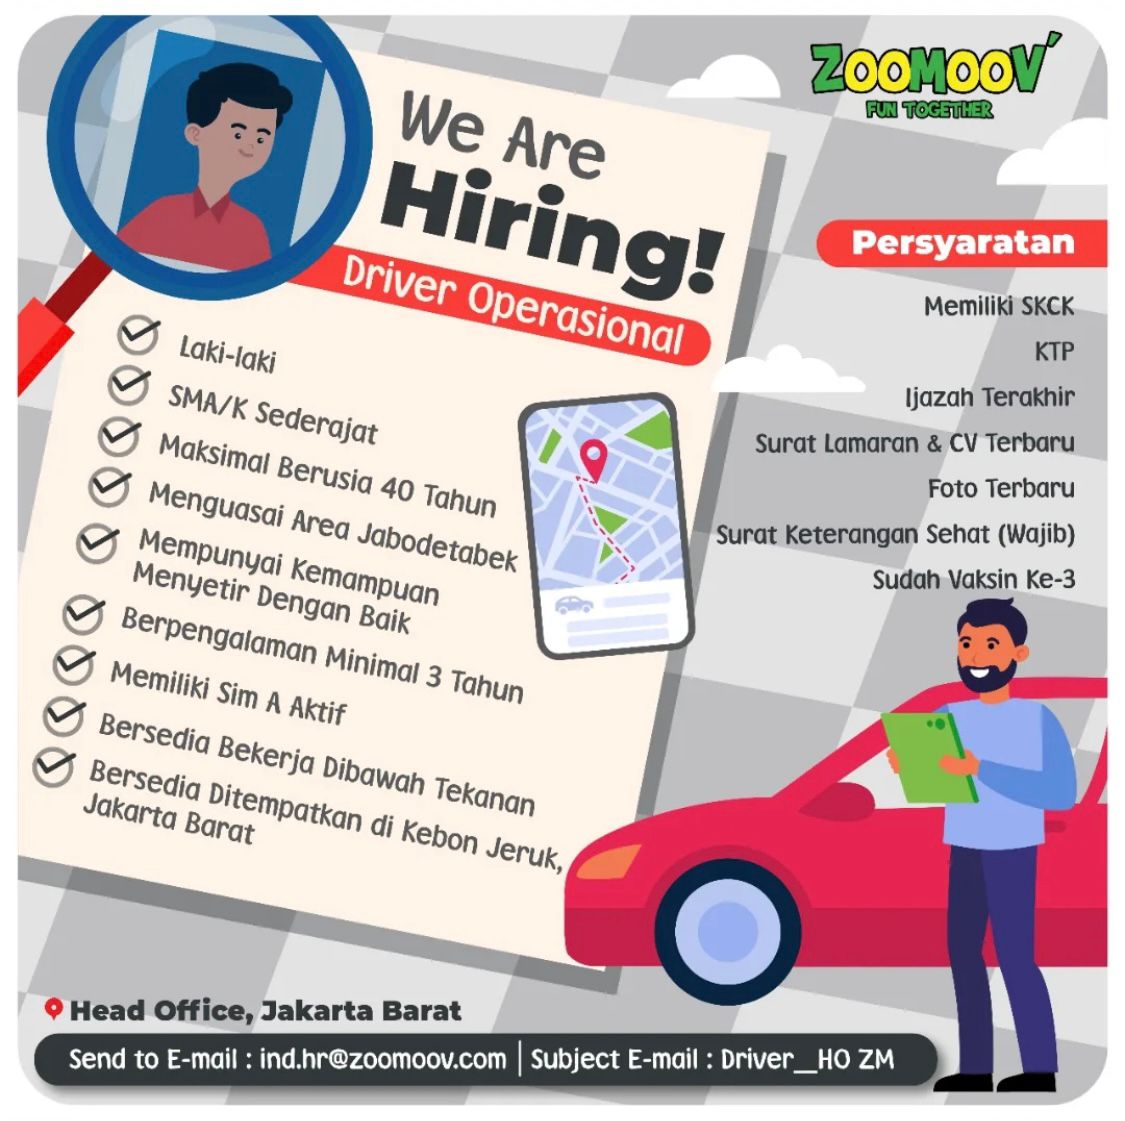 ZOOMOOV'
FUN TOGETHER
We Are
Hiring!
Driver Operasional
Laki-laki
SMA/K Sederajat
Maksimal Berusia 40 Tahun
Menguasai Area Jabodetabek
Mempunyai Kemampuan
Menyetir Dengan Baik
Berpengalaman Minimal 3 Tahun
Memiliki Sim A Aktif
Bersedia Bekerja Dibawah Tekanan
Bersedia Ditempatkan di Kebon Jeruk,
Jakarta Barat
Persyaratan
Memiliki SKCK
KTP
Ijazah Terakhir
Surat Lamaran & CV Terbaru
Foto Terbaru
Surat Keterangan Sehat (Wajib)
Sudah Vaksin Ke-3
Head Office, Jakarta Barat
Send to E-mail : ind.hr@zoomoov.com | Subject E-mail : Driver_HO ZM